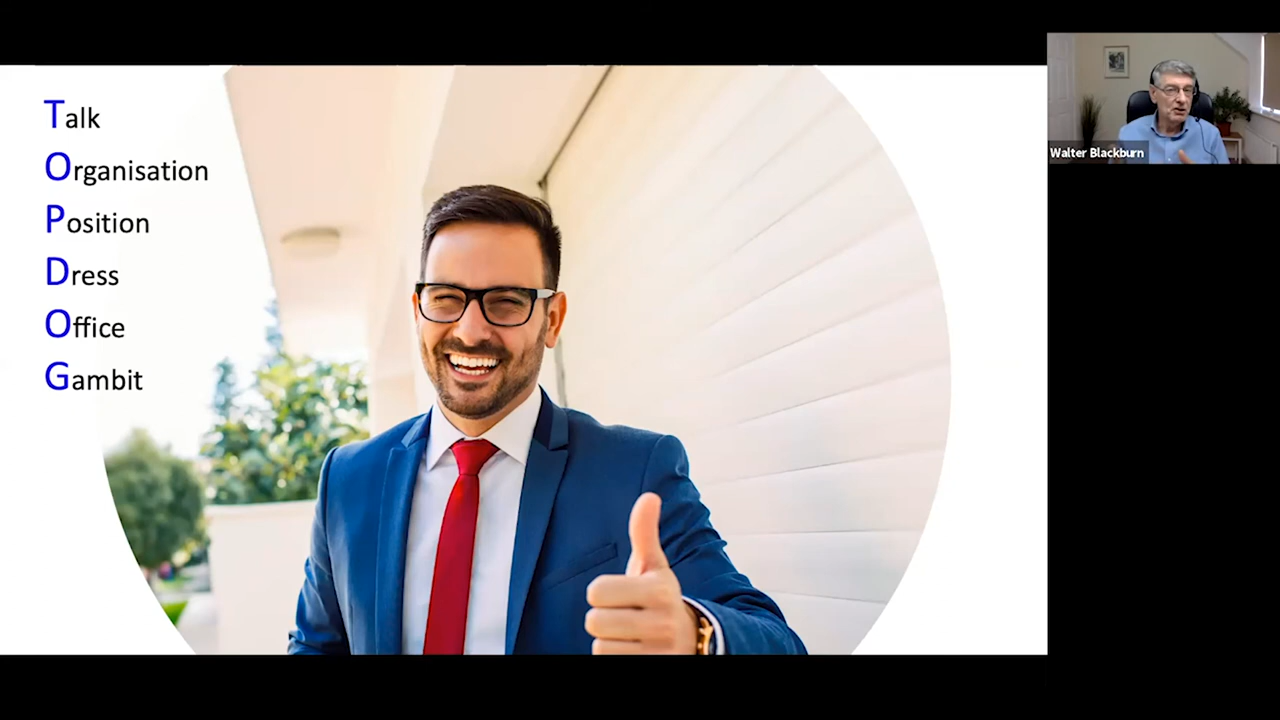 Talk
Organisation
Position
Dress
Office
Gambit
Walter Blackburn